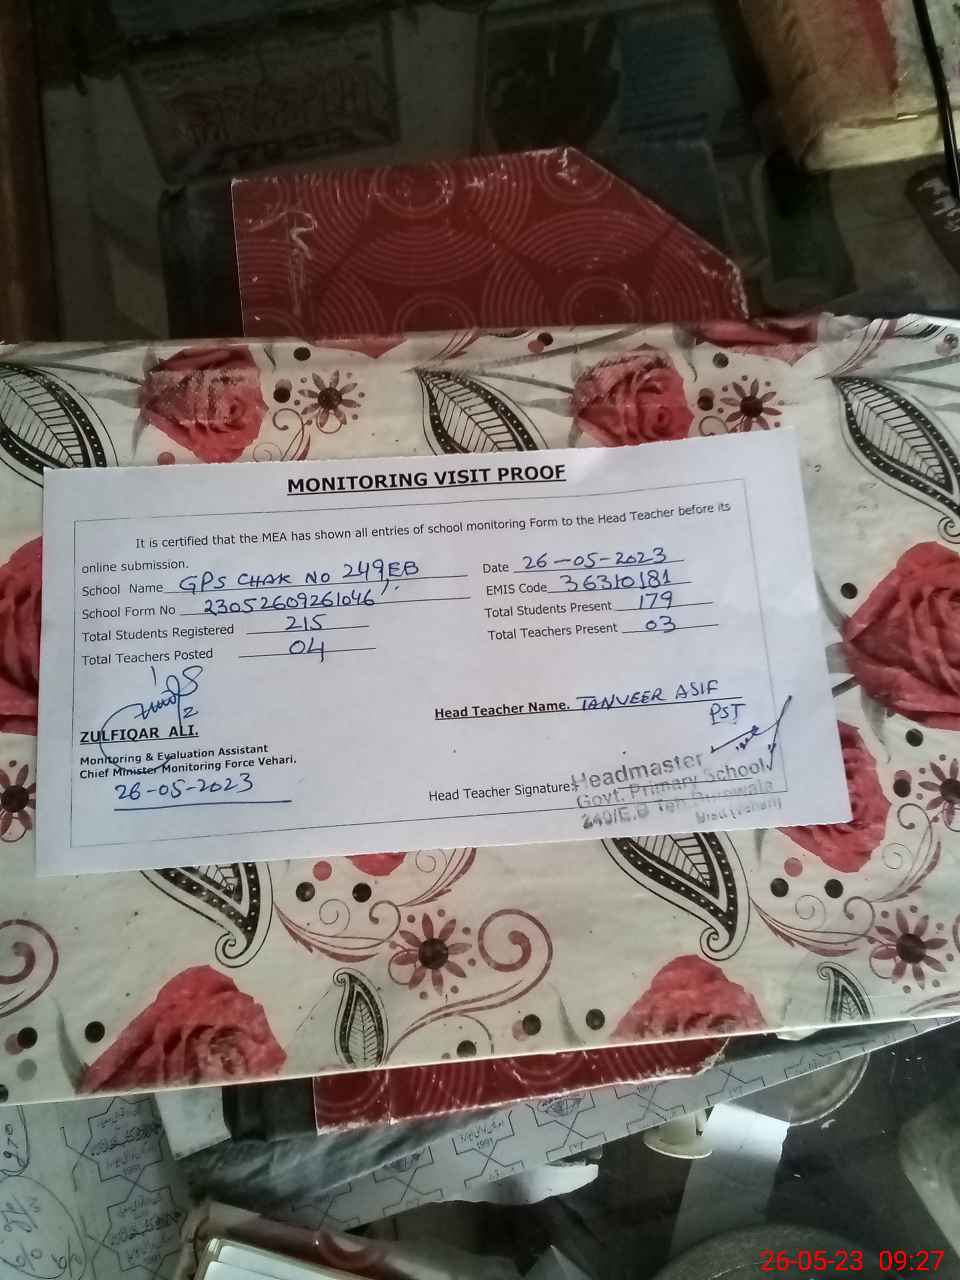 MONITORING VISIT PROOF
It is certified that the MEA has shown all entries of school monitoring Form to the Head Teacher before its
online submission.
School Name GPS CHAK NO 249,EB
Date 26-05-2023
School Form No 23052609261046
EMIS Code 36310181
Total Students Registered 215
Total Students Present 179
Total Teachers Posted 04
Total Teachers Present 03
ZULFIQAR ALI.
Monitoring & Evaluation Assistant
Chief Minister Monitoring Force Vehari.
26-05-2023
Head Teacher Name. TANVEER ASIF
PST
Head Teacher Signature:
Headmaster
Govt. Primary School
26-05-23 09:27